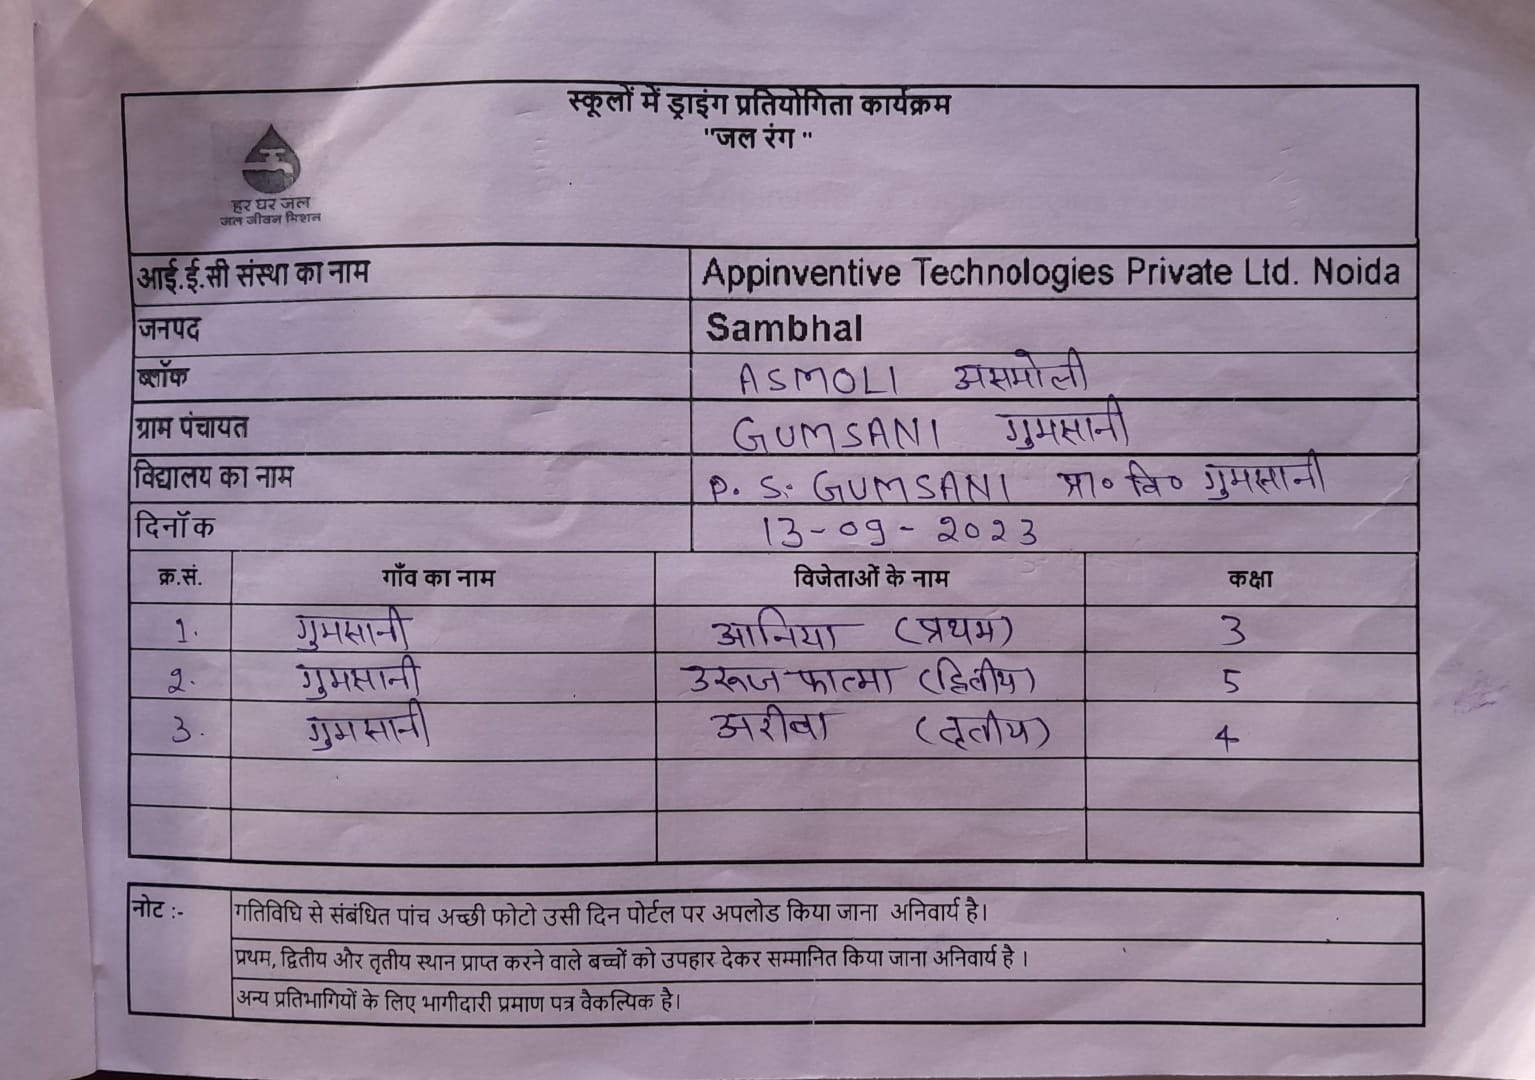 स्कूलों में ड्राइंग प्रतियोगिता कार्यक्रम
"जल रंग "
हर घर जल
जल जीवन मिशन
आई.ई.सी संस्था का नाम Appinventive Technologies Private Ltd. Noida
जनपद Sambhal
ब्लॉक ASMOLI असमोली
ग्राम पंचायत GUMSANI गुमसानी
विद्यालय का नाम P. S. GUMSANI प्रा० वि० गुमसानी
दिनॉक 13-09-2023
क्र.सं. गाँव का नाम विजेताओं के नाम कक्षा
1. गुमसानी आनिया (प्रथम) 3
2. गुमसानी उरूज फात्मा (द्वितीय) 5
3. गुमसानी अरीबा (तृतीय) 4
नोट :- गतिविधि से संबंधित पांच अच्छी फोटो उसी दिन पोर्टल पर अपलोड किया जाना अनिवार्य है।
प्रथम, द्वितीय और तृतीय स्थान प्राप्त करने वाले बच्चों को उपहार देकर सम्मानित किया जाना अनिवार्य है ।
अन्य प्रतिभागियों के लिए भागीदारी प्रमाण पत्र वैकल्पिक है।